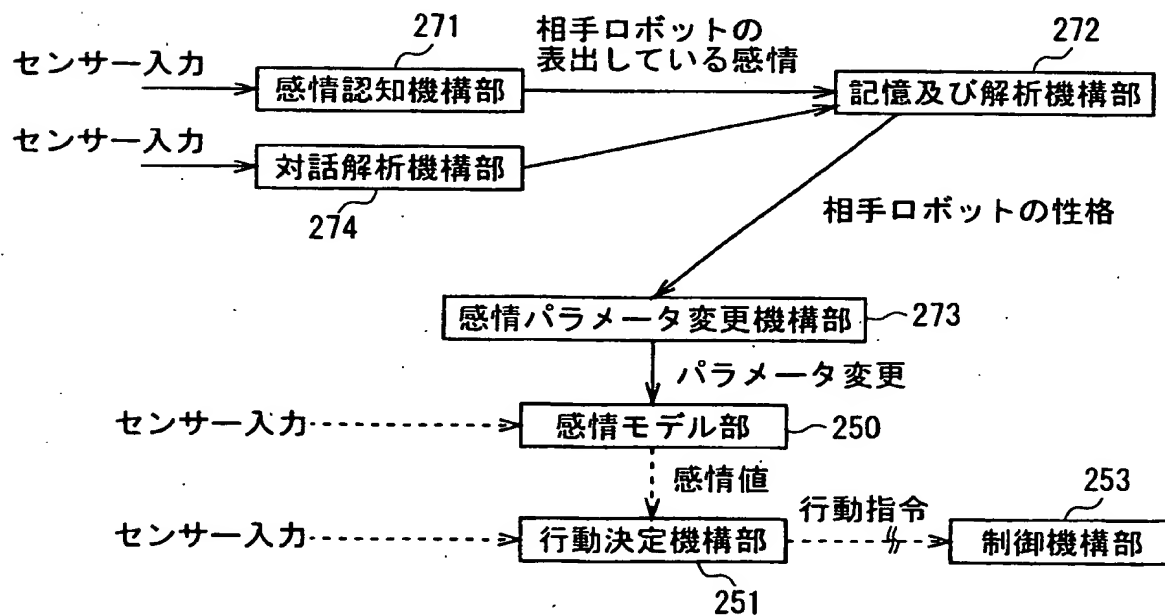 271
相手ロボットの
表出している感情
272
センサー入力
感情認知機構部
記憶及び解析機構部
センサー入力
対話解析機構部
274
相手ロボットの性格
感情パラメータ変更機構部
273
パラメータ変更
センサー入力
感情モデル部
250
感情値
253
行動指令
センサー入力
行動決定機構部
制御機構部
251